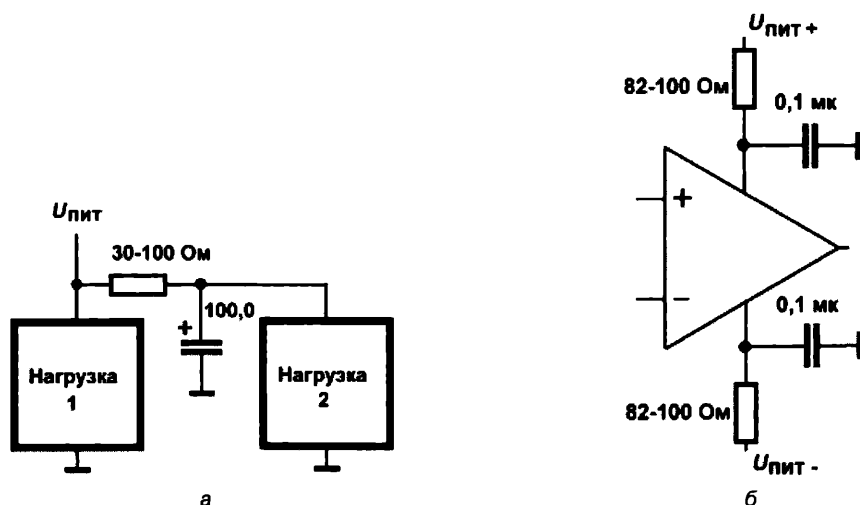 Uпит
30-100 Ом
100,0
+
Нагрузка
1
Нагрузка
2
а
Uпит +
82-100 Ом
0,1 мк
+
−
0,1 мк
82-100 Ом
Uпит -
б